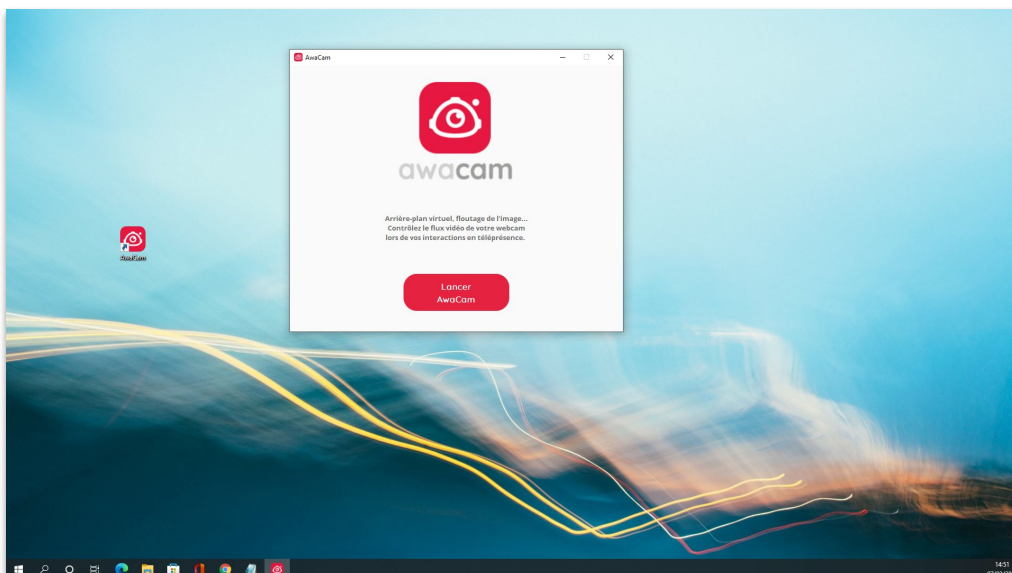 AwaCam
awacam
Arrière-plan virtuel, floutage de l'image...
Contrôlez le flux vidéo de votre webcam
lors de vos interactions en téléprésence.
AwaCam
Lancer
AwaCam
14:51